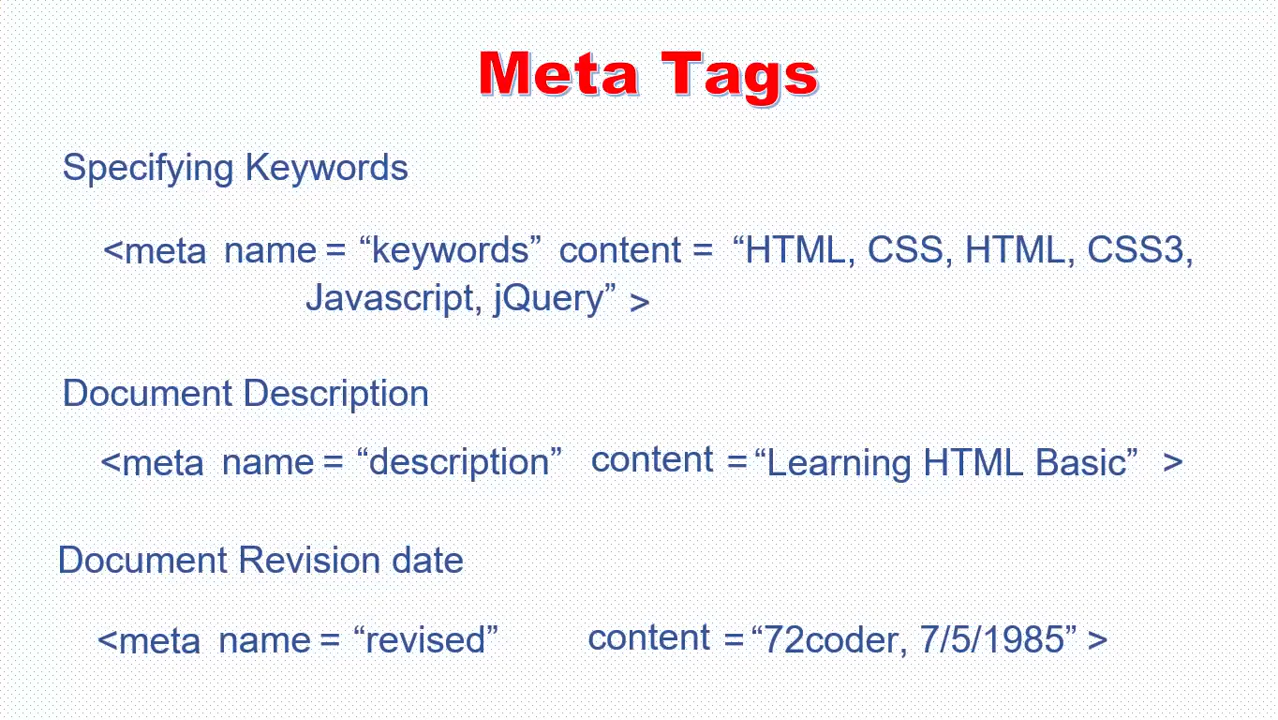 Meta Tags
Specifying Keywords
<meta name = “keywords” content = “HTML, CSS, HTML, CSS3,
Javascript, jQuery” >
Document Description
<meta name = “description” content = “Learning HTML Basic” >
Document Revision date
<meta name = “revised” content = “72coder, 7/5/1985” >